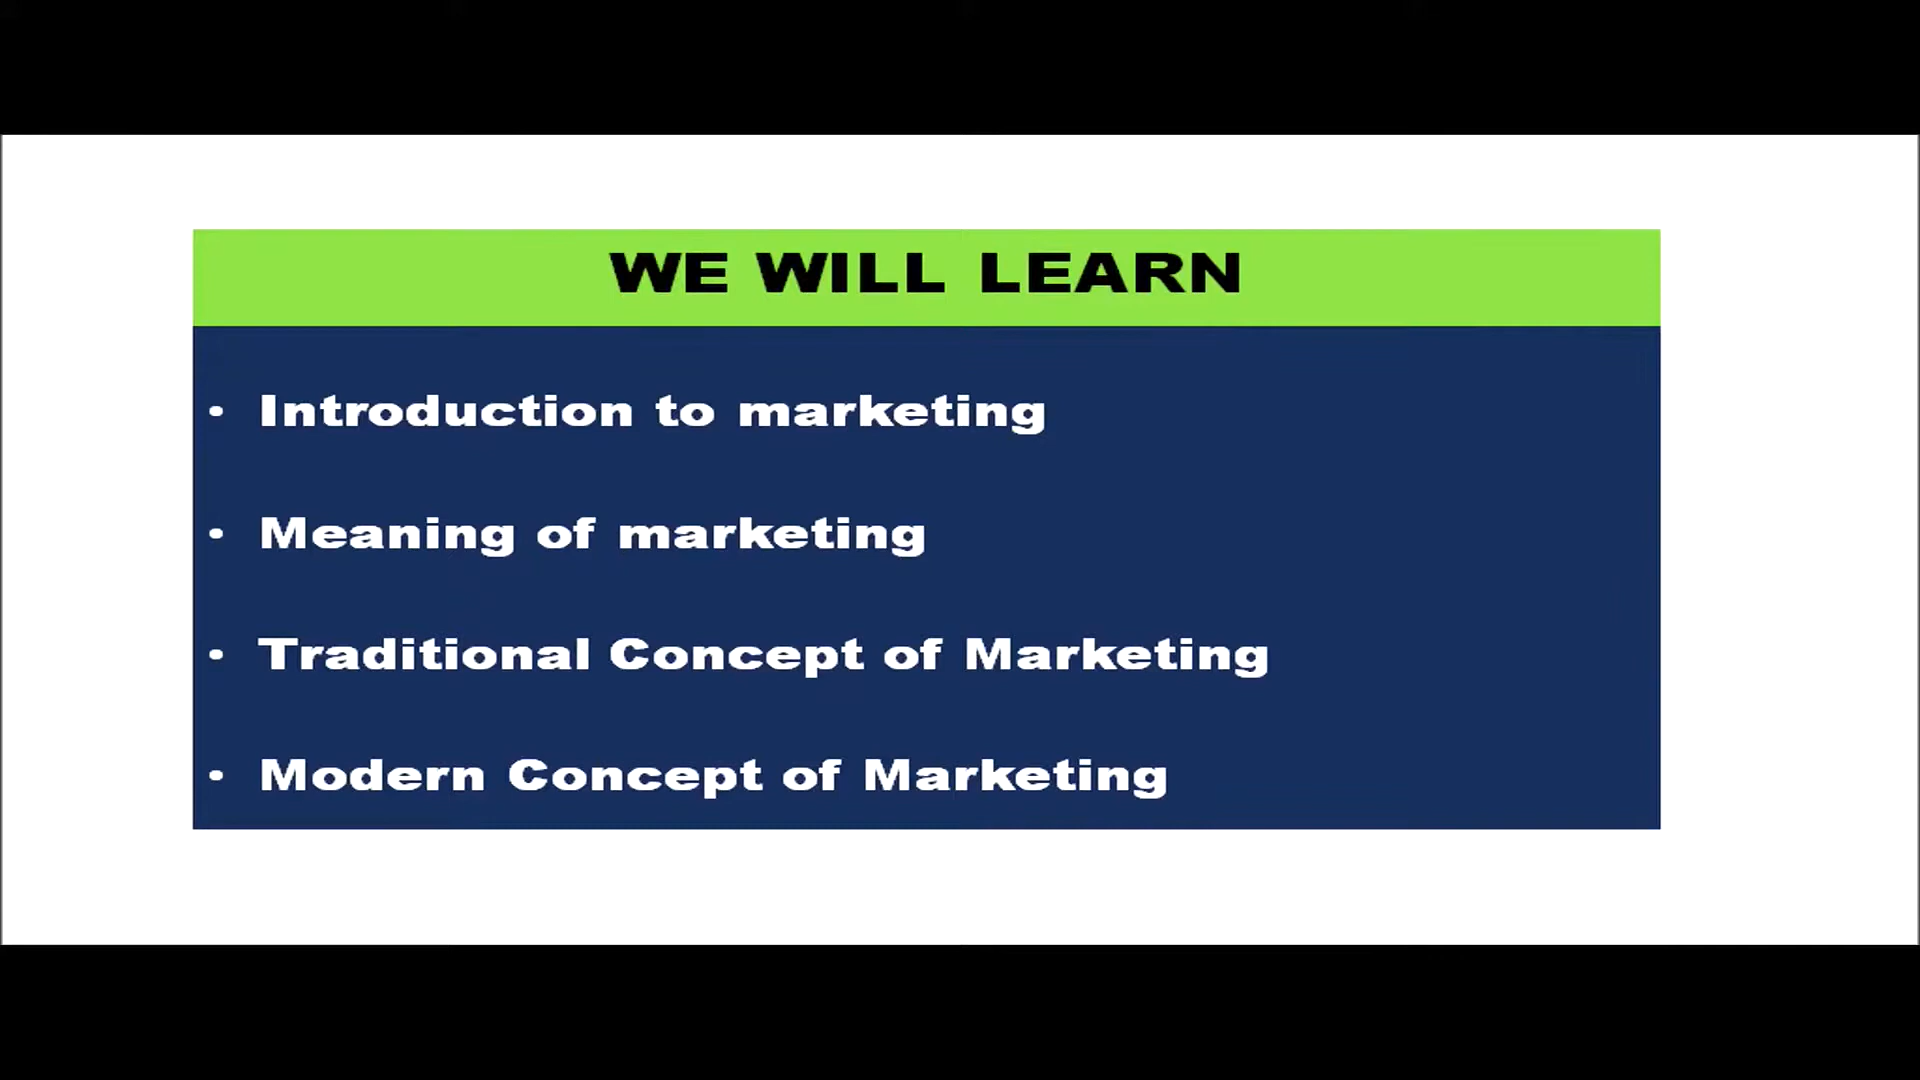 WE WILL LEARN
• Introduction to marketing
• Meaning of marketing
• Traditional Concept of Marketing
• Modern Concept of Marketing